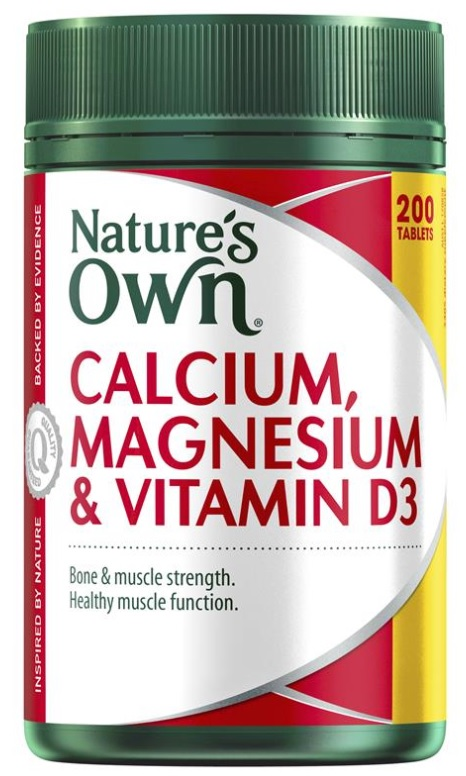 Nature's
Own®
CALCIUM,
MAGNESIUM
& VITAMIN D3
Bone & muscle strength.
Healthy muscle function.
200
TABLETS
BACKED BY EVIDENCE
QUALITY
INSPIRED BY NATURE